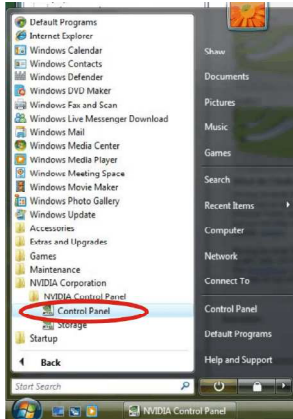 Default Programs
Internet Explorer
Windows Calendar
Windows Contacts
Windows Defender
Windows DVD Maker
Windows Fax and Scan
Windows Live Messenger Download
Windows Mail
Windows Media Center
Windows Media Player
Windows Meeting Space
Windows Movie Maker
Windows Photo Gallery
Windows Update
Accessories
Extras and Upgrades
Games
Maintenance
NVIDIA Corporation
NVIDIA Control Panel
Control Panel
Storage
Startup
Back
Start Search
Shaw
Documents
Pictures
Music
Games
Search
Recent Items
Computer
Network
Connect To
Control Panel
Default Programs
Help and Support
NVIDIA Control Panel